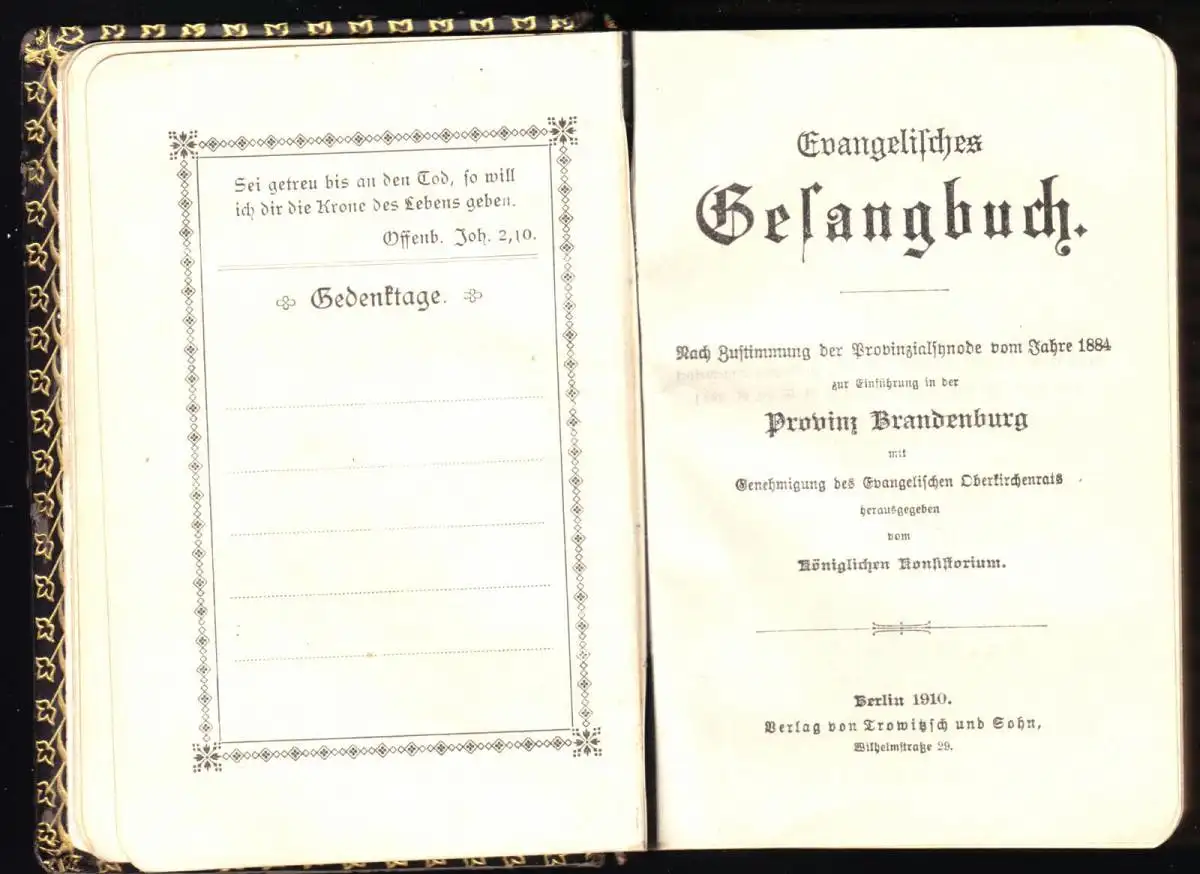 Sei getreu bis an den Tod, so will
ich dir die Krone des Lebens geben.
Offenb. Joh. 2,10.
Gedenktage.
Evangelisches
Gesangbuch.
Nach Zustimmung der Provinzialsynode vom Jahre 1884
zur Einführung in der
Provinz Brandenburg
mit
Genehmigung des Evangelischen Oberkirchenrats
herausgegeben
vom
Königlichen Konsistorium.
Berlin 1910.
Verlag von Trowitzsch und Sohn,
Wilhelmstraße 29.